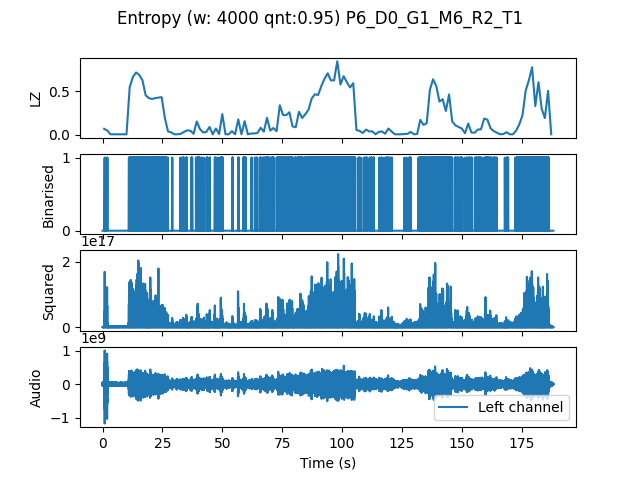 Entropy (w: 4000 qnt:0.95) P6_D0_G1_M6_R2_T1
LZ
0.5
0.0
Binarised
1
0
1e17
Squared
2
0
1e9
Audio
1
0
−1
Left channel
0 25 50 75 100 125 150 175
Time (s)